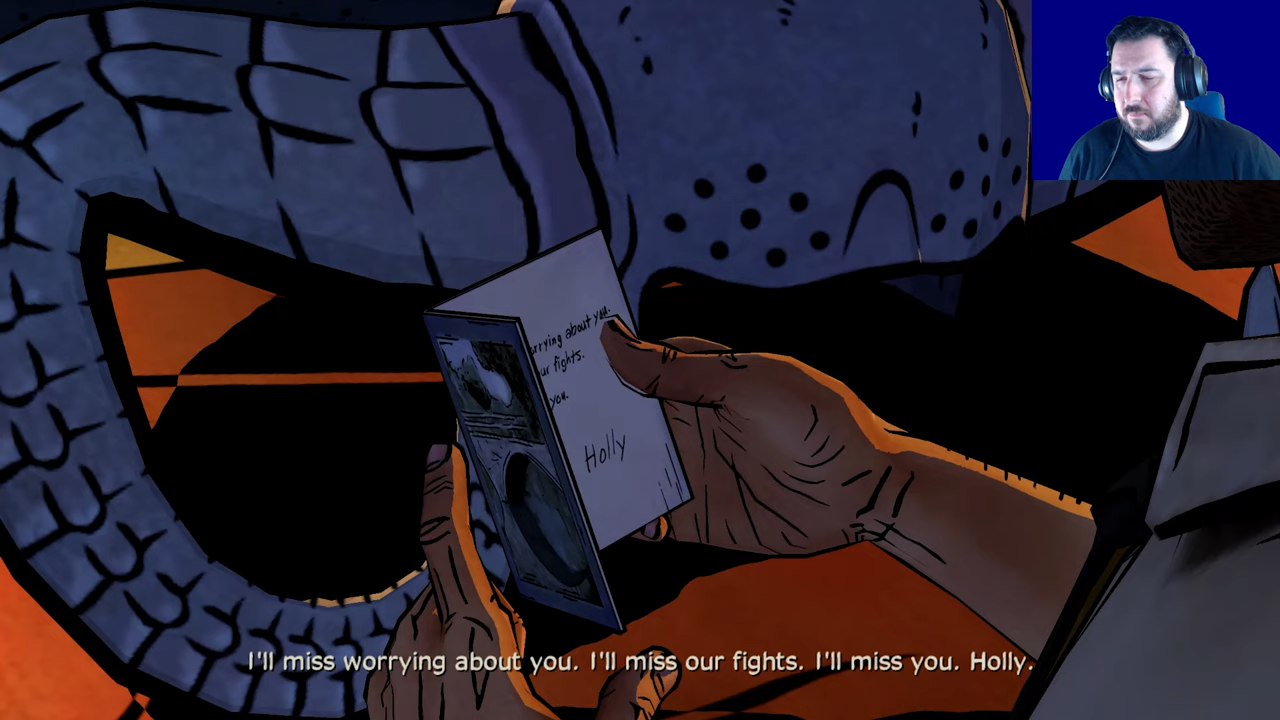 orrying about you.
ur fights.
you.
Holly
I'll miss worrying about you. I'll miss our fights. I'll miss you. Holly.